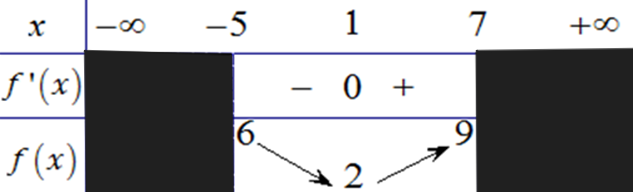 x −∞ −5 1 7 +∞
f'(x) − 0 +
6 9
f(x) 2